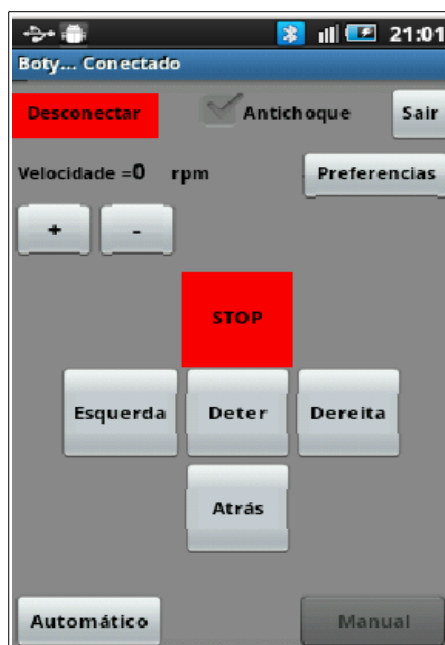 21:01
Boty... Conectado
Desconectar Antichoque Sair
Velocidade =0 rpm Preferencias
+ -
STOP
Esquerda Deter Dereita
Atrás
Automático Manual